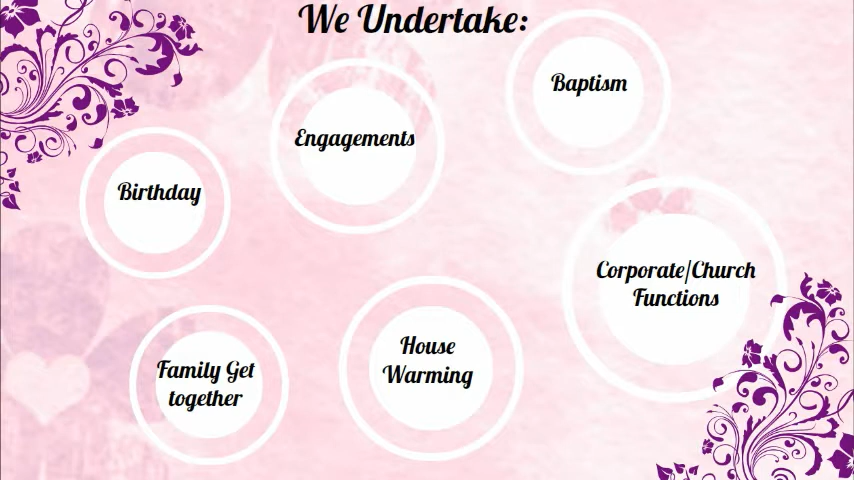 We Undertake:
Baptism
Engagements
Birthday
Corporate/Church
Functions
House
Warming
Family Get
together